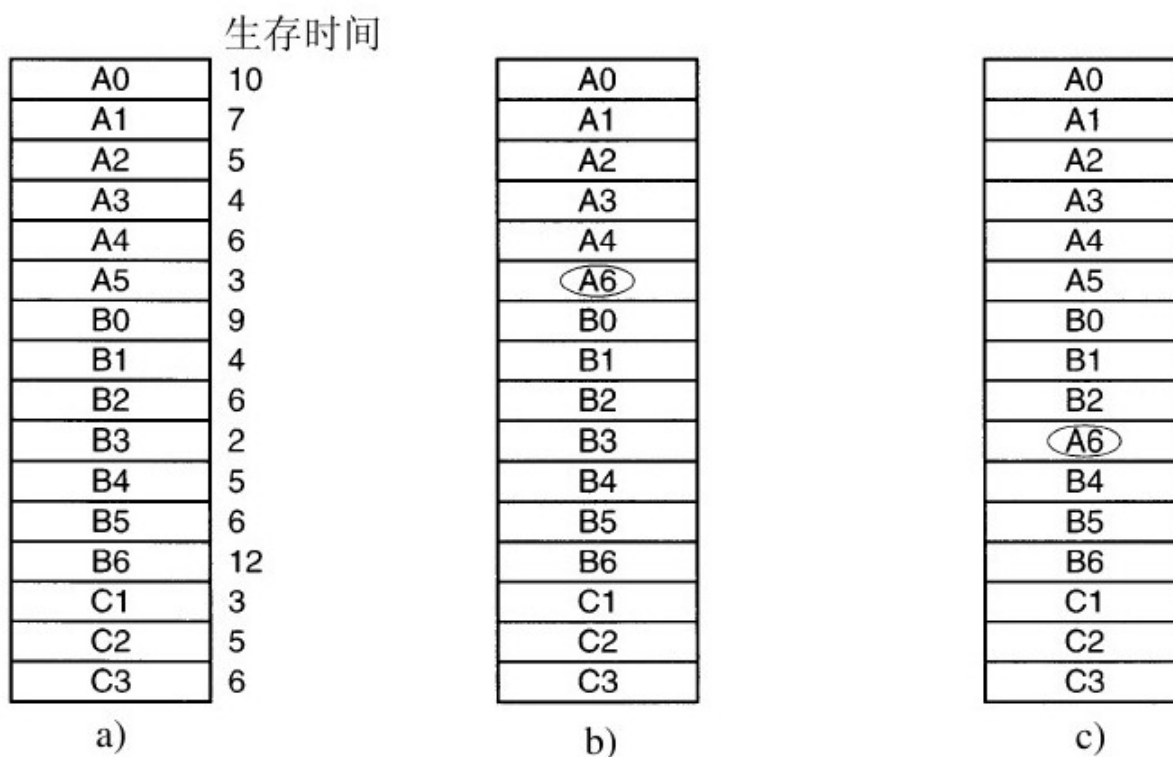 生存时间
A0 10 A0 A0
A1 7 A1 A1
A2 5 A2 A2
A3 4 A3 A3
A4 6 A4 A4
A5 3 A6 A5
B0 9 B0 B0
B1 4 B1 B1
B2 6 B2 B2
B3 2 B3 A6
B4 5 B4 B4
B5 6 B5 B5
B6 12 B6 B6
C1 3 C1 C1
C2 5 C2 C2
C3 6 C3 C3
a) b) c)